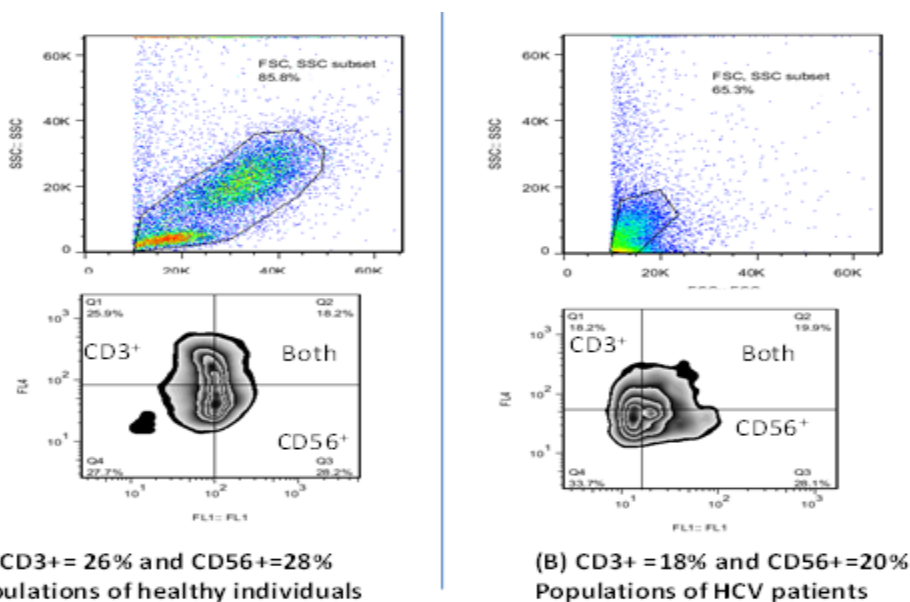 60K
40K
20K
0
SSC:: SSC
FSC, SSC subset
85.8%
0 20K 40K 60K
Q1
25.9%
Q2
18.2%
CD3+
Both
CD56+
Q4
27.7%
Q3
28.2%
10³
10²
10¹
FL4
10¹ 10² 10³
FL1:: FL1
CD3+= 26% and CD56+=28%
of healthy individuals
60K
40K
20K
0
SSC:: SSC
FSC, SSC subset
65.3%
0 20K 40K 60K
Q1
18.2%
Q2
19.9%
CD3+
Both
CD56+
Q4
33.7%
Q3
28.1%
10³
10²
10¹
FL4
10¹ 10² 10³
FL1:: FL1
(B) CD3+ =18% and CD56+=20%
Populations of HCV patients